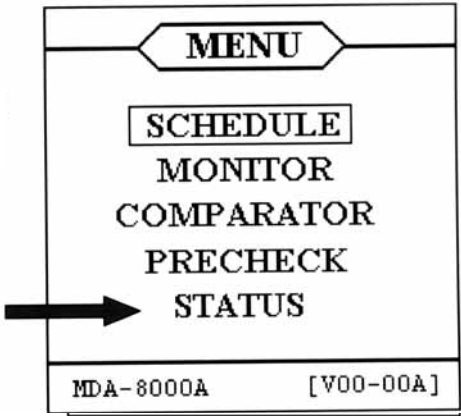 MENU
SCHEDULE
MONITOR
COMPARATOR
PRECHECK
STATUS
MDA-8000A [V00-00A]